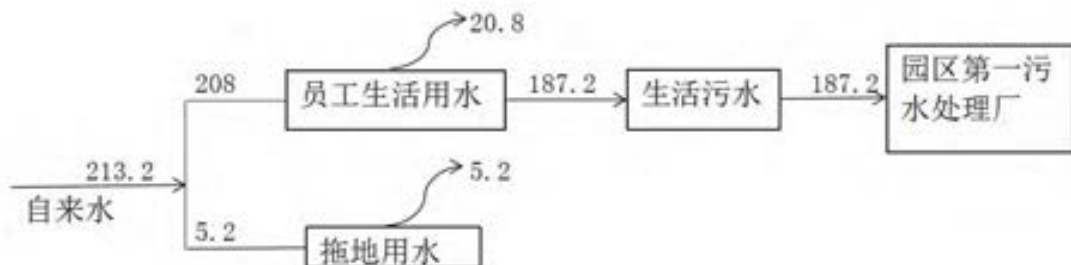 20.8
208
员工生活用水
187.2
生活污水
187.2
园区第一污
水处理厂
213.2
自来水
5.2
5.2
拖地用水